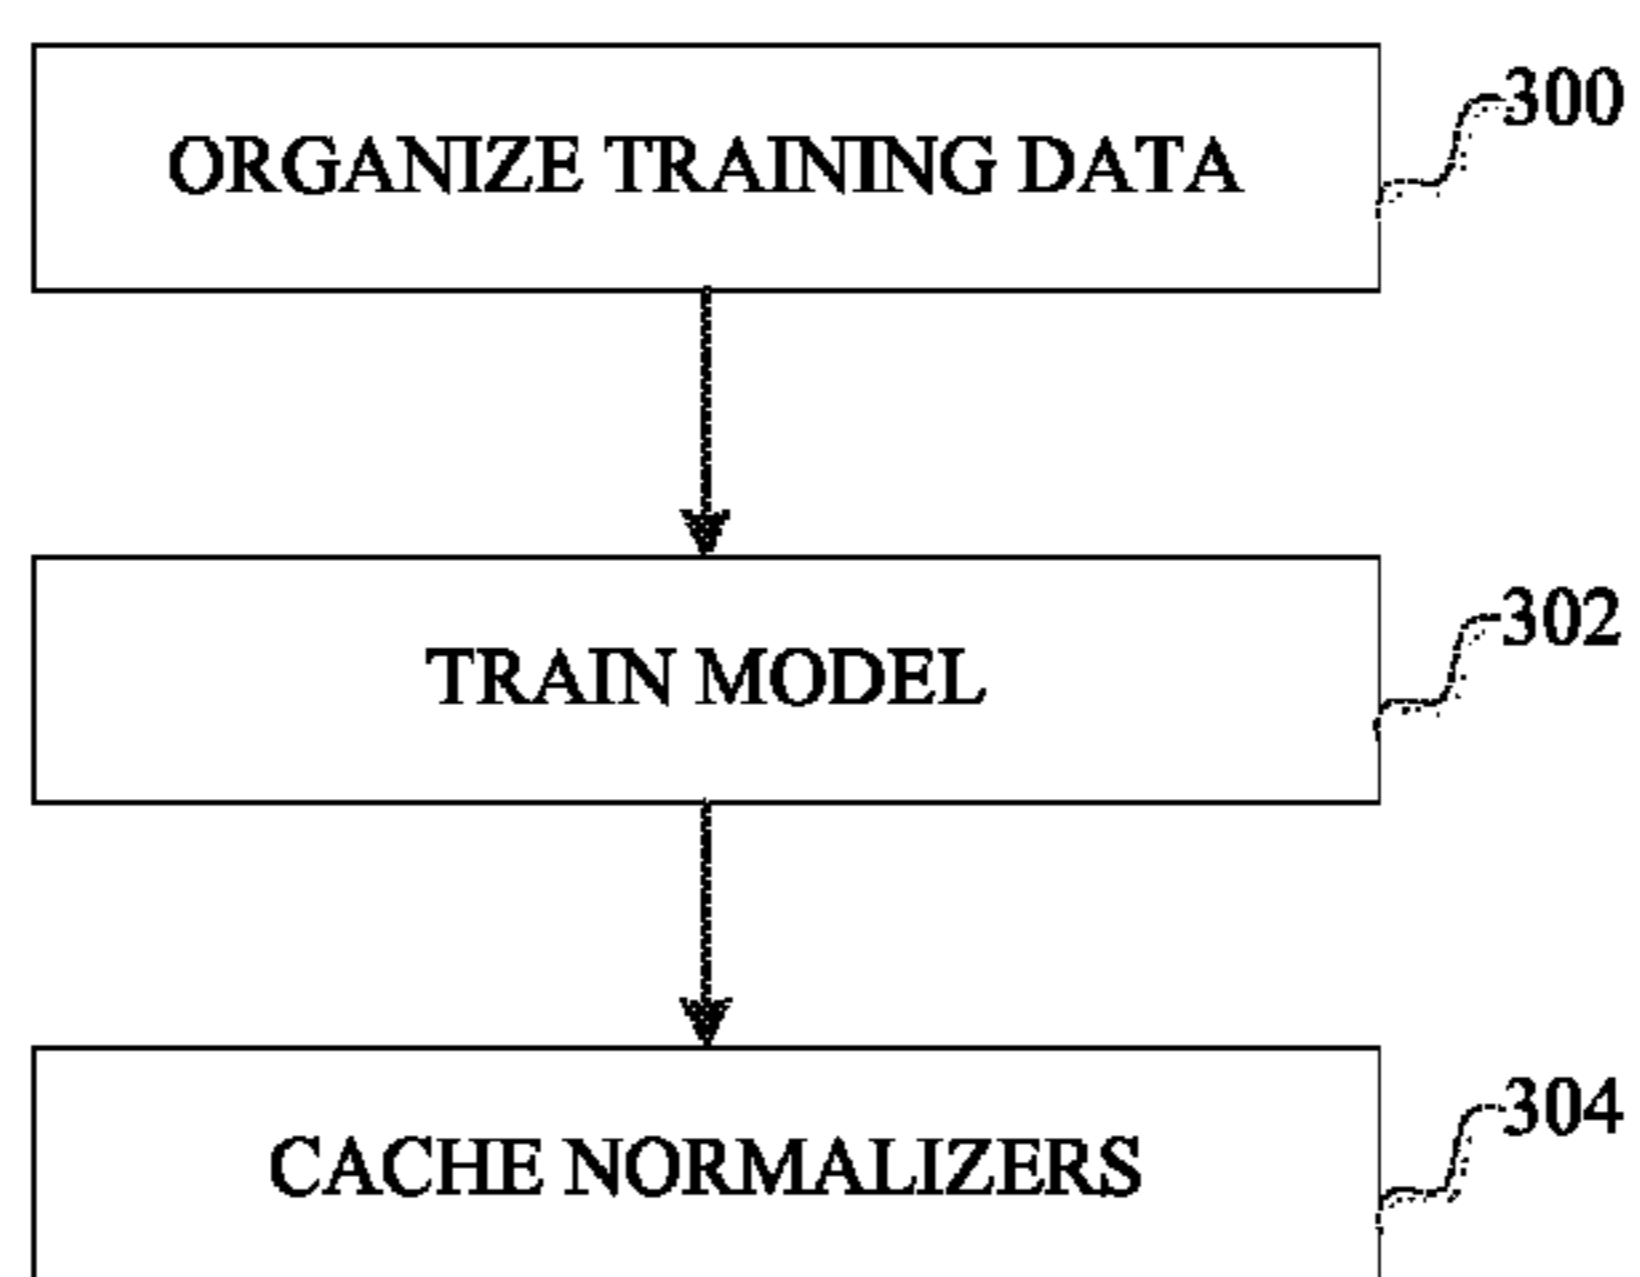 300
ORGANIZE TRAINING DATA
302
TRAIN MODEL
304
CACHE NORMALIZERS